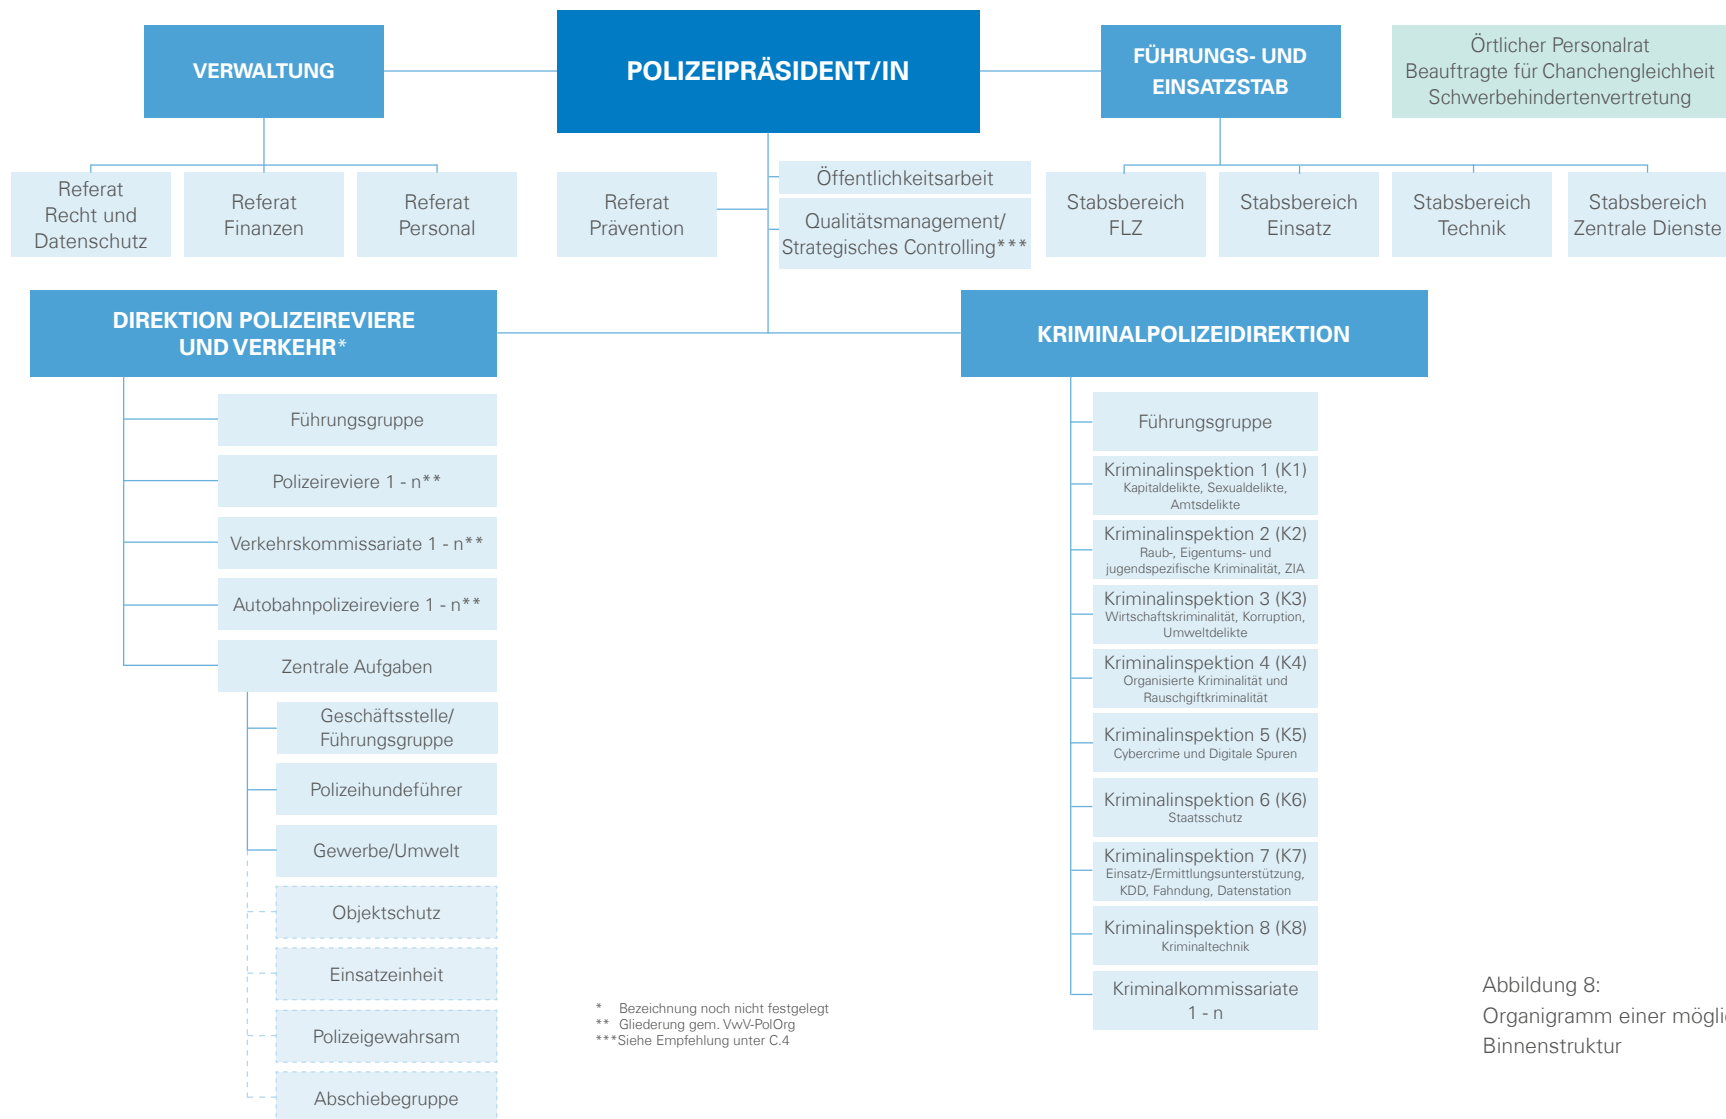 VERWALTUNG
POLIZEIPRÄSIDENT/IN
FÜHRUNGS- UND
EINSATZSTAB
Örtlicher Personalrat
Beauftragte für Chanchengleichheit
Schwerbehindertenvertretung
Referat
Recht und
Datenschutz
Referat
Finanzen
Referat
Personal
Referat
Prävention
Öffentlichkeitsarbeit
Qualitätsmanagement/
Strategisches Controlling***
Stabsbereich
FLZ
Stabsbereich
Einsatz
Stabsbereich
Technik
Stabsbereich
Zentrale Dienste
DIREKTION POLIZEIREVIERE
UND VERKEHR*
Führungsgruppe
Polizeireviere 1 - n**
Verkehrskommissariate 1 - n**
Autobahnpolizeireviere 1 - n**
Zentrale Aufgaben
Geschäftsstelle/
Führungsgruppe
Polizeihundeführer
Gewerbe/Umwelt
Objektschutz
Einsatzeinheit
Polizeigewahrsam
Abschiebegruppe
KRIMINALPOLIZEIDIREKTION
Führungsgruppe
Kriminalinspektion 1 (K1)
Kapitaldelikte, Sexualdelikte,
Amtsdelikte
Kriminalinspektion 2 (K2)
Raub-, Eigentums- und
jugendspezifische Kriminalität, ZIA
Kriminalinspektion 3 (K3)
Wirtschaftskriminalität, Korruption,
Umweltdelikte
Kriminalinspektion 4 (K4)
Organisierte Kriminalität und
Rauschgiftkriminalität
Kriminalinspektion 5 (K5)
Cybercrime und Digitale Spuren
Kriminalinspektion 6 (K6)
Staatsschutz
Kriminalinspektion 7 (K7)
Einsatz-/Ermittlungsunterstützung,
KDD, Fahndung, Datenstation
Kriminalinspektion 8 (K8)
Kriminaltechnik
Kriminalkommissariate
1 - n
* Bezeichnung noch nicht festgelegt
** Gliederung gem. VwV-PolOrg
***Siehe Empfehlung unter C.4
Abbildung 8:
Organigramm einer
Binnenstruktur